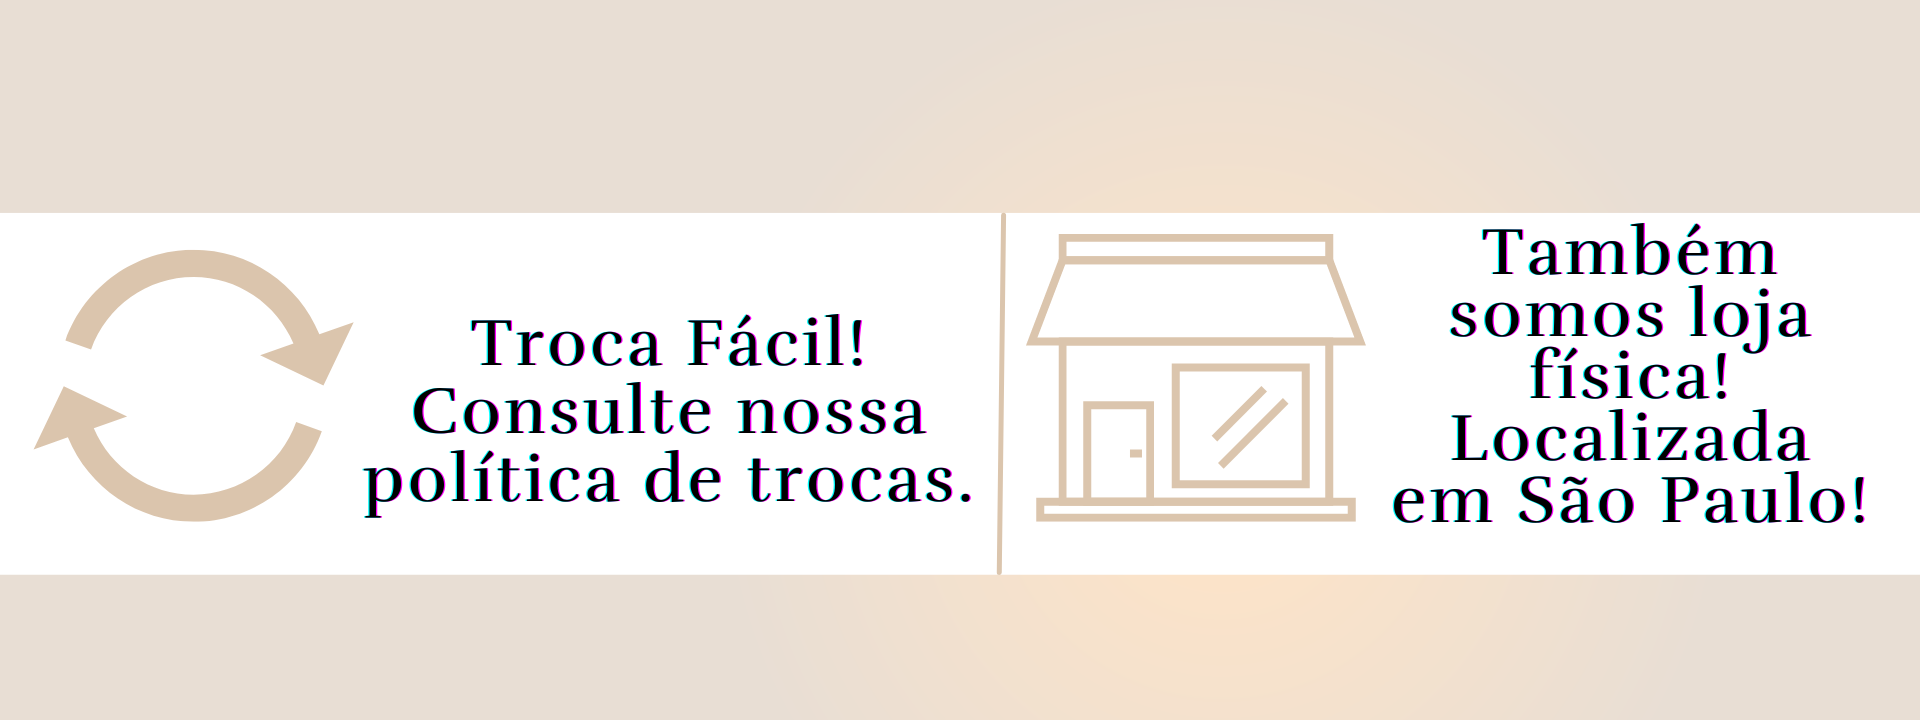 Troca Fácil!
Consulte nossa
política de trocas.
Também
somos loja
física!
Localizada
em São Paulo!